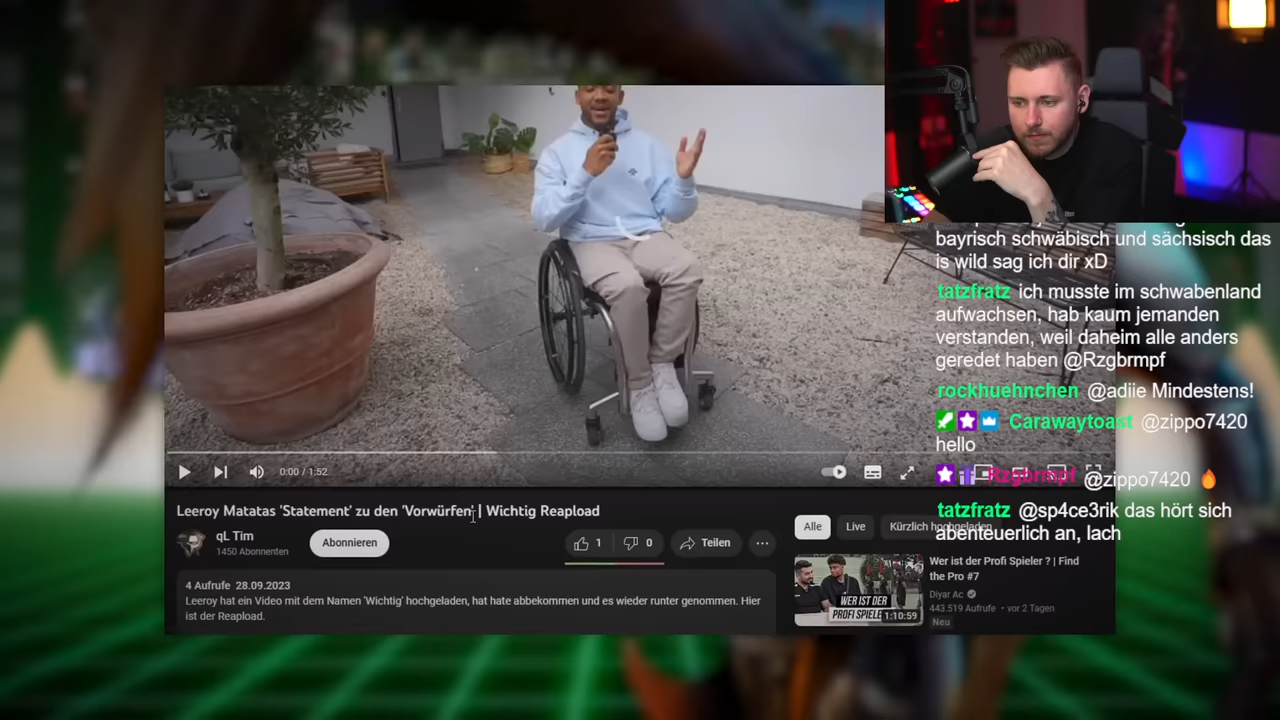 0:00 / 1:52
Leeroy Matatas 'Statement' zu den 'Vorwürfen' | Wichtig Reapload
qL Tim
1450 Abonnenten
Abonnieren
1
0
Teilen
4 Aufrufe 28.09.2023
Leeroy hat ein Video mit dem Namen 'Wichtig' hochgeladen, hat hate abbekommen und es wieder runter genommen. Hier
ist der Reapload.
Alle
Live
Kürzlich hochgeladen
WER IST DER
PROFI SPIELE
1:10:59
Wer ist der Profi Spieler ? | Find
the Pro #7
Diyar Ac
443.519 Aufrufe • vor 2 Tagen
Neu
bayrisch schwäbisch und sächsisch das
is wild sag ich dir xD
tatzfratz ich musste im schwabenland
aufwachsen, hab kaum jemanden
verstanden, weil daheim alle anders
geredet haben @Rzgbrmpf
rockhuehnchen @adiie Mindestens!
Carawaytoast @zippo7420
hello
Rzgbrmpf @zippo7420
tatzfratz @sp4ce3rik das hört sich
abenteuerlich an, lach